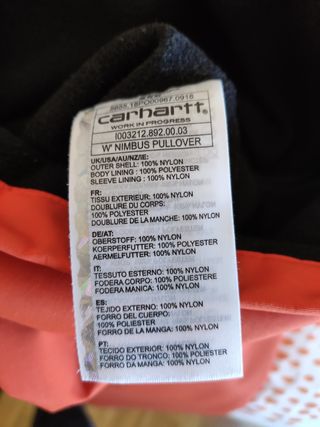 5655.16PO00967.0916
carhartt
WORK IN PROGRESS
I003212.892.00.03
W' NIMBUS PULLOVER
UK/USA/AU/NZ/IE:
OUTER SHELL: 100% NYLON
BODY LINING : 100% POLYESTER
SLEEVE LINING : 100% NYLON
FR:
TISSU EXTERIEUR: 100% NYLON
DOUBLURE DU CORPS:
100% POLYESTER
DOUBLURE DE LA MANCHE: 100% NYLON
DE/AT:
OBERSTOFF: 100% NYLON
KOERPERFUTTER: 100% POLYESTER
AERMELFUTTER: 100% NYLON
IT:
TESSUTO ESTERNO: 100% NYLON
FODERA CORPO: 100% POLIESTERE
FODERA MANICA: 100% NYLON
ES:
TEJIDO EXTERNO: 100% NYLON
FORRO DEL CUERPO:
100% POLYESTER
FORRO DE LA MANGA: 100% NYLON
PT:
TECIDO EXTERIOR: 100% NYLON
FORRO DO TRONCO: 100% POLIESTER
FORRO DA MANGA: 100% NYLON